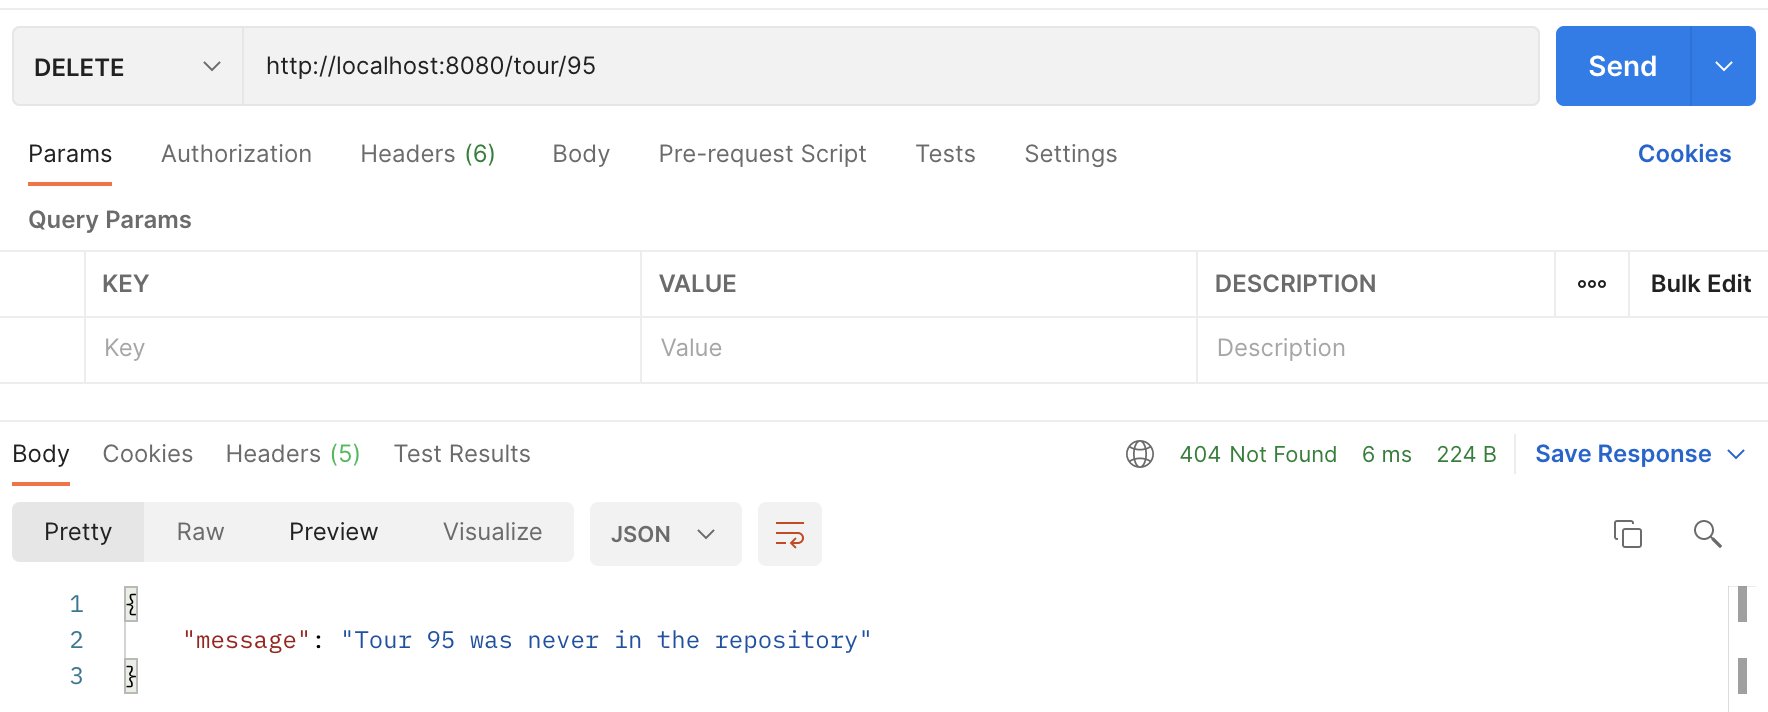 DELETE http://localhost:8080/tour/95 Send
Params Authorization Headers (6) Body Pre-request Script Tests Settings Cookies
Query Params
KEY VALUE DESCRIPTION Bulk Edit
Key Value Description
Body Cookies Headers (5) Test Results 404 Not Found 6 ms 224 B Save Response
Pretty Raw Preview Visualize JSON
1 {
2 "message": "Tour 95 was never in the repository"
3 }